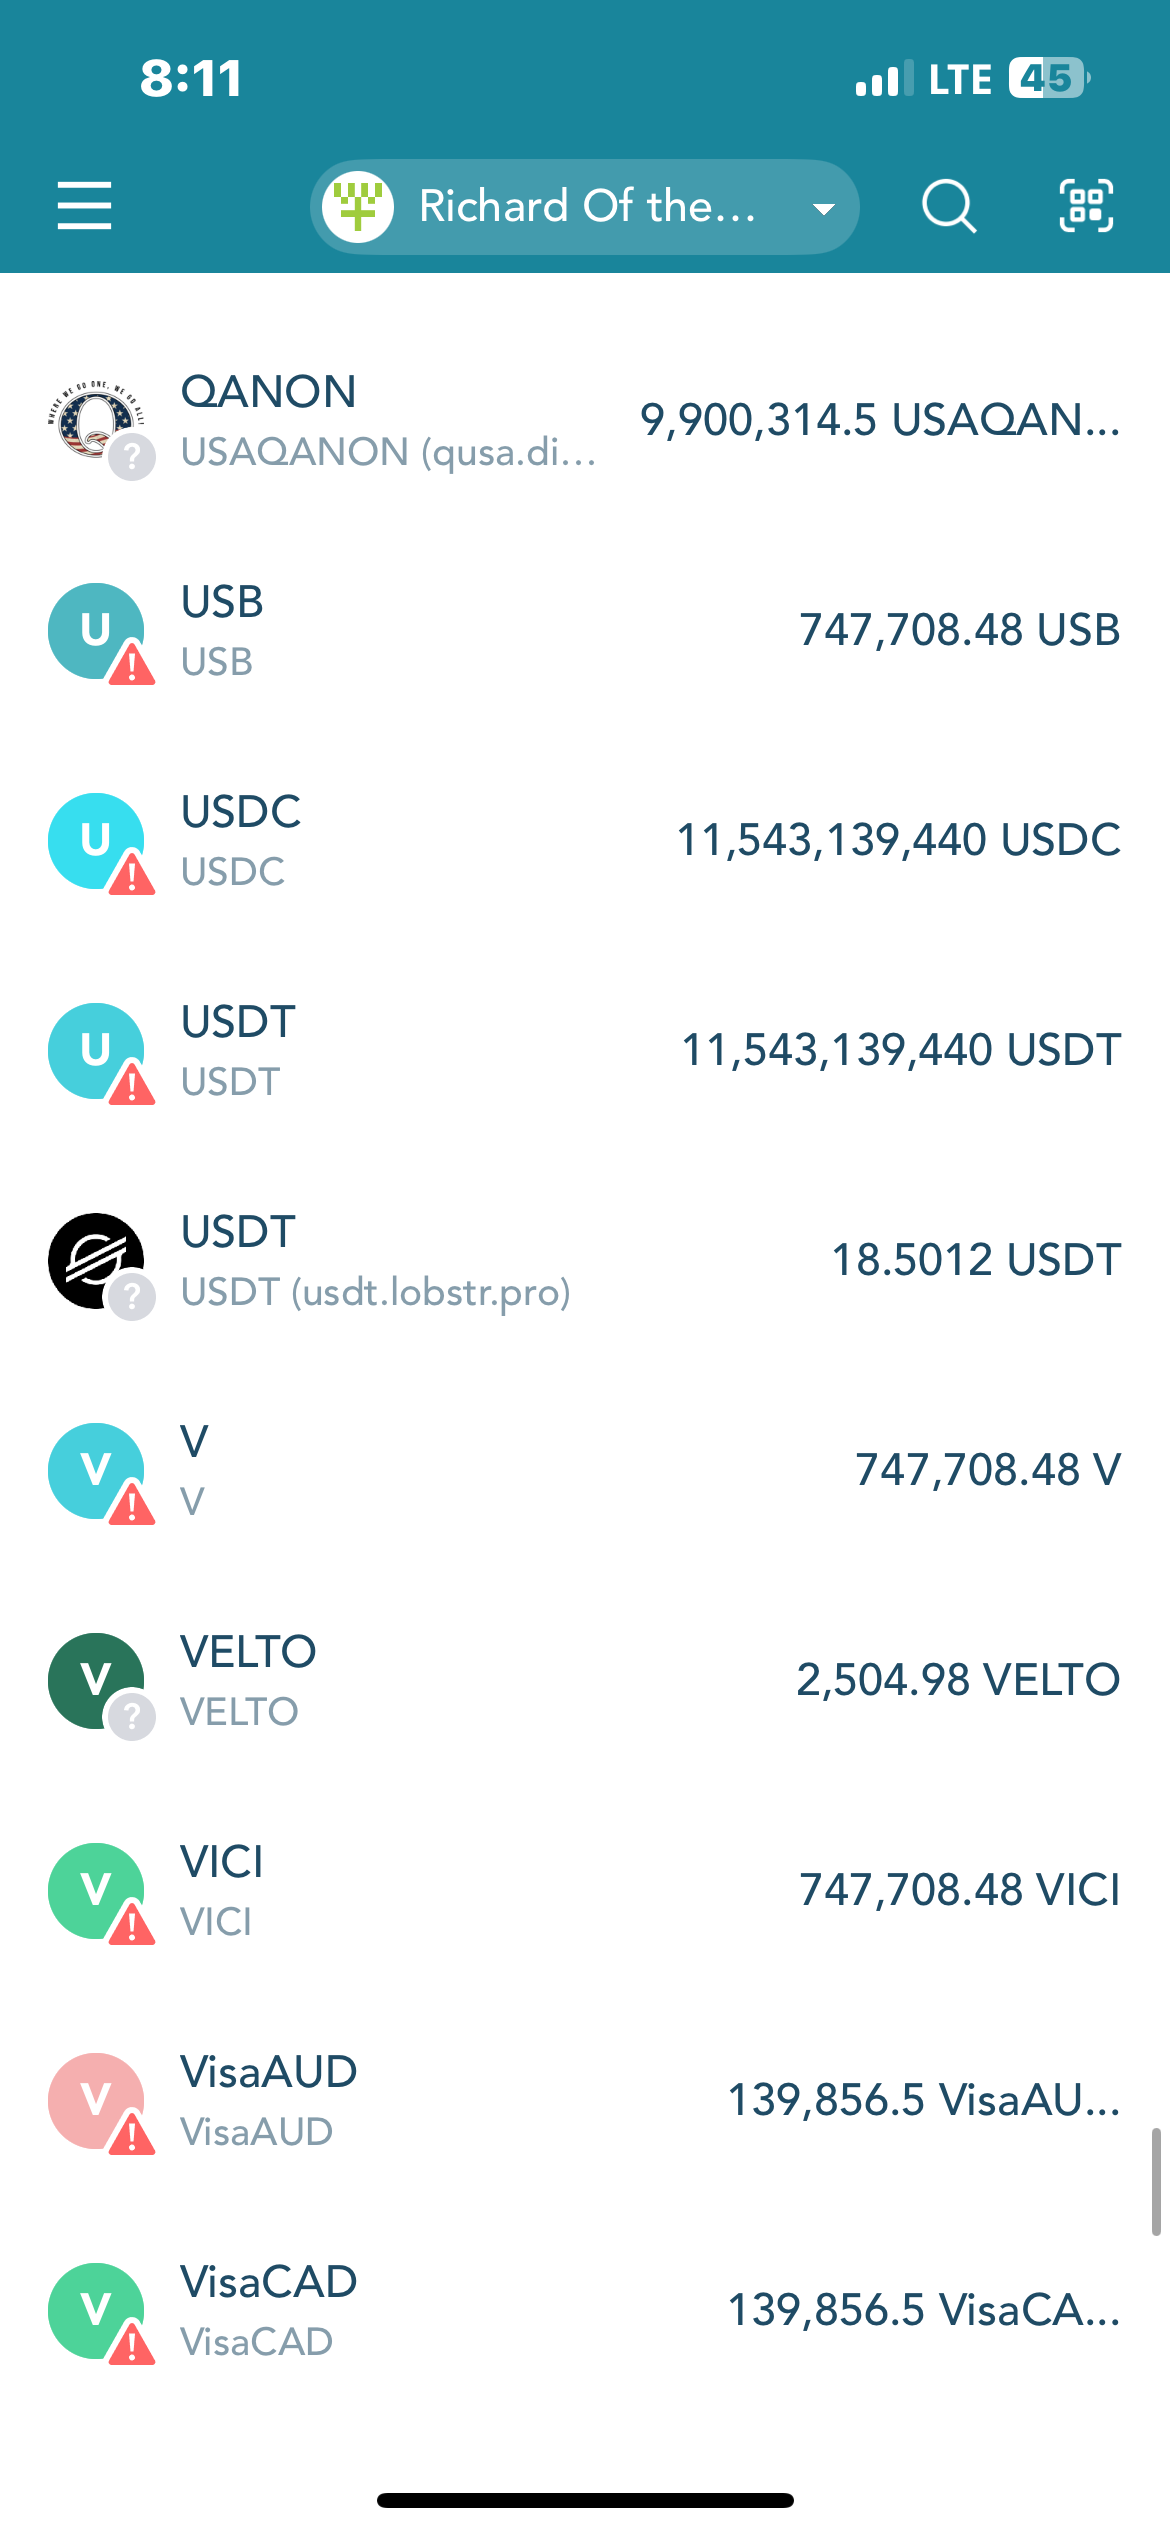 8:11
LTE 45
Richard Of the...
WHERE WE GO ONE, WE GO ALL!
Q
?
QANON
9,900,314.5 USAQAN...
USAQANON (qusa.di...
U
!
USB
747,708.48 USB
USB
U
!
USDC
11,543,139,440 USDC
USDC
U
!
USDT
11,543,139,440 USDT
USDT
?
USDT
18.5012 USDT
USDT (usdt.lobstr.pro)
V
!
V
747,708.48 V
V
V
?
VELTO
2,504.98 VELTO
VELTO
V
!
VICI
747,708.48 VICI
VICI
V
!
VisaAUD
139,856.5 VisaAU...
VisaAUD
V
!
VisaCAD
139,856.5 VisaCA...
VisaCAD